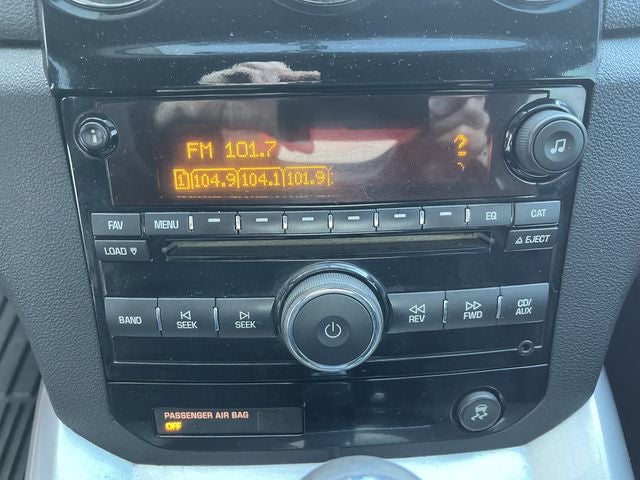 FM 101.7 ?
1 104.9 104.1 101.9
FAV MENU EQ CAT
LOAD EJECT
BAND SEEK SEEK REV FWD CD/AUX
PASSENGER AIR BAG
OFF